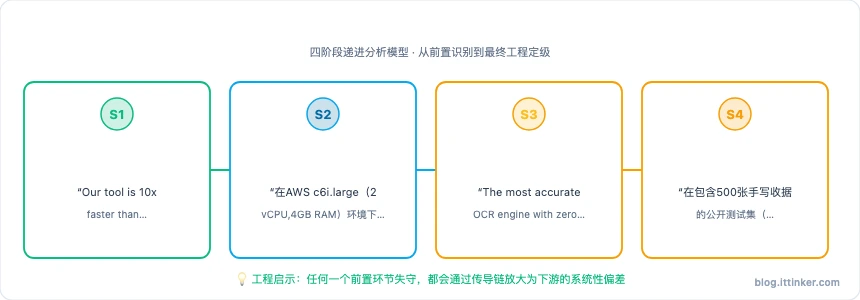 四阶段递进分析模型 · 从前置识别到最终工程定级
S1
“Our tool is 10x
faster than...
S2
“在AWS c6i.large（2
vCPU,4GB RAM）环境下...
S3
“The most accurate
OCR engine with zero...
S4
“在包含500张手写收据
的公开测试集（...
💡 工程启示：任何一个前置环节失守，都会通过传导链放大为下游的系统性偏差
blog.ittinker.com